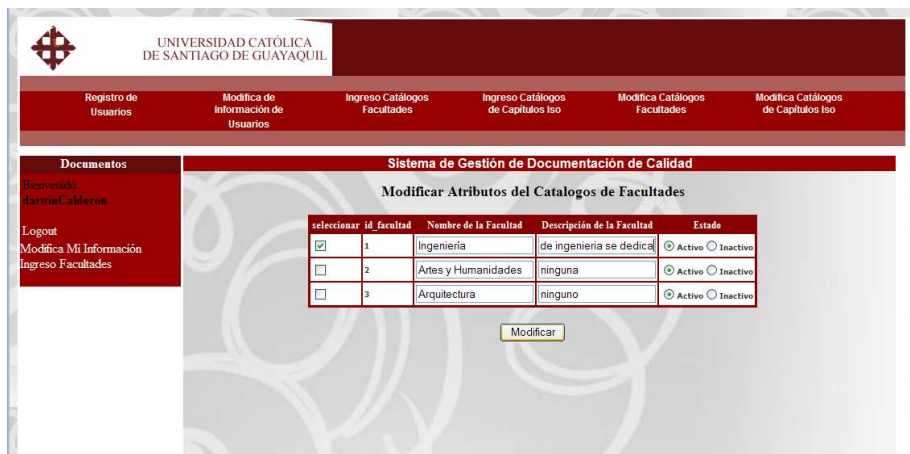 UNIVERSIDAD CATÓLICA
DE SANTIAGO DE GUAYAQUIL
Registro de Usuarios
Modifica de Información de Usuarios
Ingreso Catálogos Facultades
Ingreso Catálogos de Capítulos Iso
Modifica Catálogos Facultades
Modifica Catálogos de Capítulos Iso
Documentos
Bienvenido,
darwinCalderon
Logout
Modifica Mi Información
Ingreso Facultades
Sistema de Gestión de Documentación de Calidad
Modificar Atributos del Catalogos de Facultades
seleccionar id_facultad Nombre de la Facultad Descripción de la Facultad Estado
1 Ingeniería de ingenieria se dedica Activo Inactivo
2 Artes y Humanidades ninguna Activo Inactivo
3 Arquitectura ninguno Activo Inactivo
Modificar